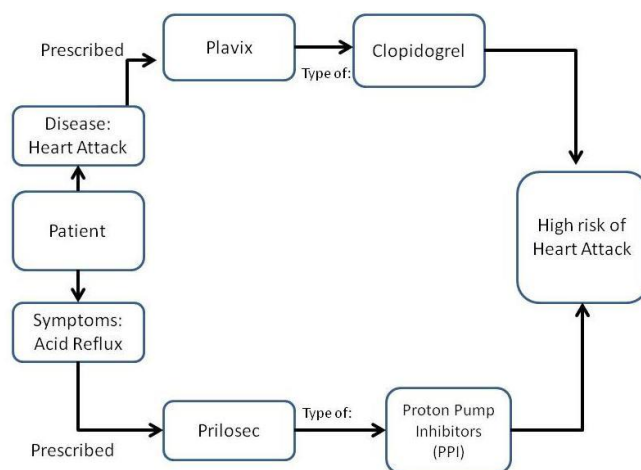 Prescribed
Plavix
Type of:
Clopidogrel
Disease:
Heart Attack
Patient
High risk of
Heart Attack
Symptoms:
Acid Reflux
Prescribed
Prilosec
Type of:
Proton Pump
Inhibitors
(PPI)